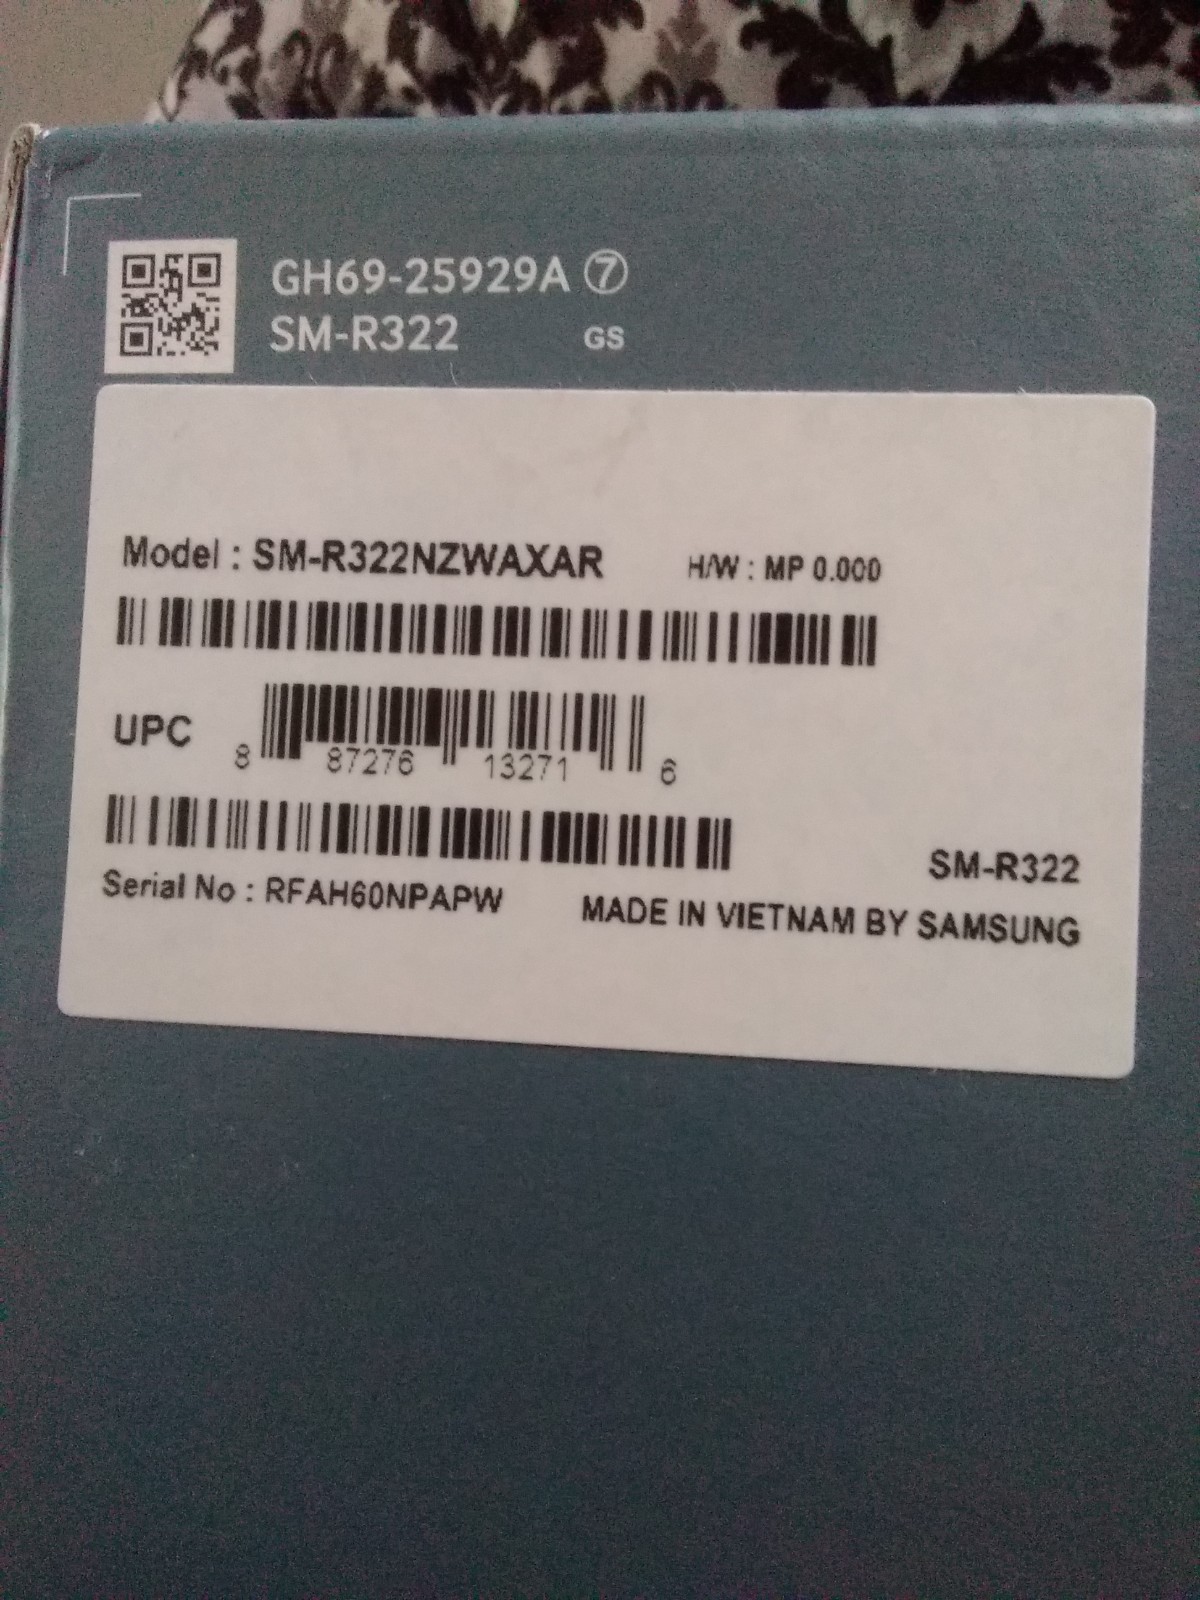 GH69-25929A ⑦
SM-R322 GS
Model : SM-R322NZWAXAR H/W : MP 0.000
UPC 8 87276 13271 6
Serial No : RFAH60NPAPW
SM-R322
MADE IN VIETNAM BY SAMSUNG